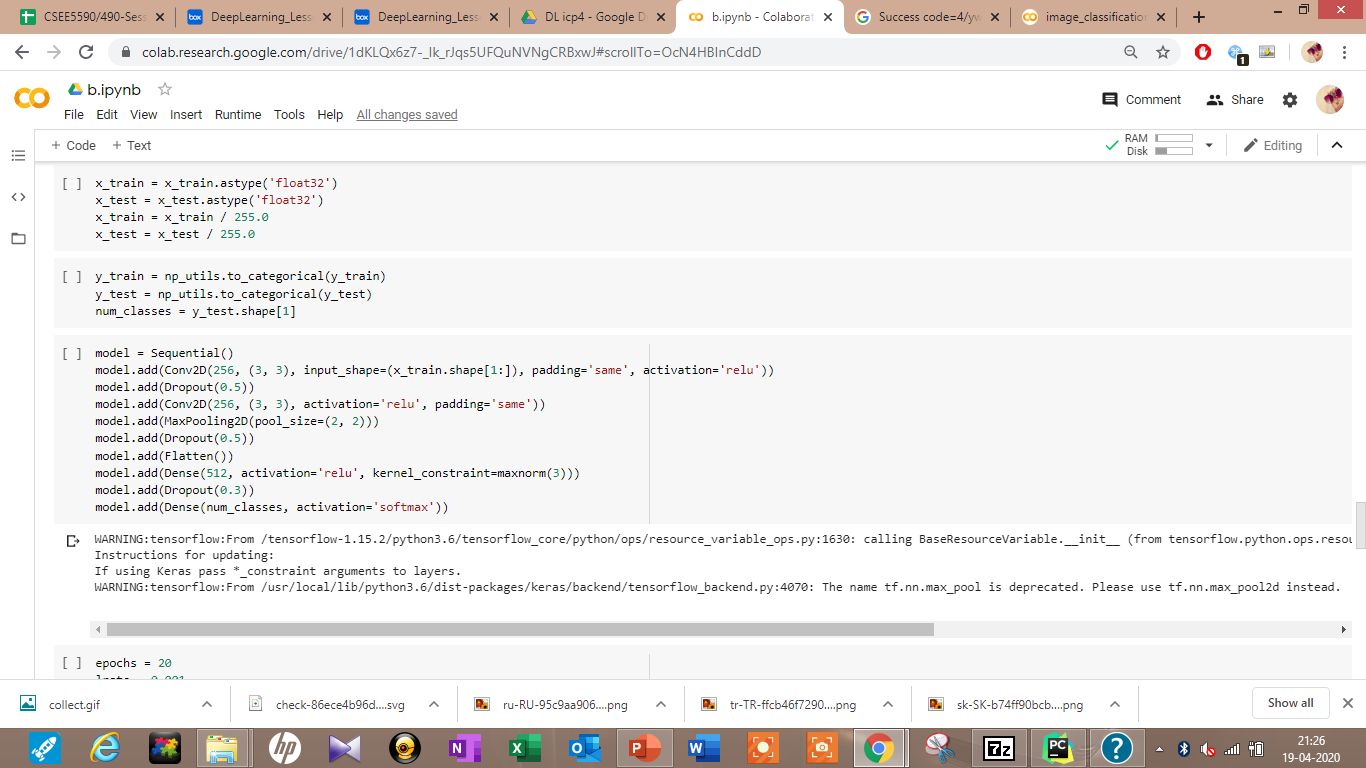 CSEE5590/490-Sess
DeepLearning_Less
DeepLearning_Less
DL icp4 - Google D
b.ipynb - Colaborat
Success code=4/yw
image_classification
colab.research.google.com/drive/1dKLQx6z7-_lk_rJqs5UFQuNVNgCRBxwJ#scrollTo=OcN4HBInCddD
1
b.ipynb
File Edit View Insert Runtime Tools Help All changes saved
Comment
Share
+ Code + Text
RAM
Disk
Editing
[ ] x_train = x_train.astype('float32')
x_test = x_test.astype('float32')
x_train = x_train / 255.0
x_test = x_test / 255.0
[ ] y_train = np_utils.to_categorical(y_train)
y_test = np_utils.to_categorical(y_test)
num_classes = y_test.shape[1]
[ ] model = Sequential()
model.add(Conv2D(256, (3, 3), input_shape=(x_train.shape[1:]), padding='same', activation='relu'))
model.add(Dropout(0.5))
model.add(Conv2D(256, (3, 3), activation='relu', padding='same'))
model.add(MaxPooling2D(pool_size=(2, 2)))
model.add(Dropout(0.5))
model.add(Flatten())
model.add(Dense(512, activation='relu', kernel_constraint=maxnorm(3)))
model.add(Dropout(0.3))
model.add(Dense(num_classes, activation='softmax'))
WARNING:tensorflow:From /tensorflow-1.15.2/python3.6/tensorflow_core/python/ops/resource_variable_ops.py:1630: calling BaseResourceVariable.__init__ (from tensorflow.python.ops.resou
Instructions for updating:
If using Keras pass *_constraint arguments to layers.
WARNING:tensorflow:From /usr/local/lib/python3.6/dist-packages/keras/backend/tensorflow_backend.py:4070: The name tf.nn.max_pool is deprecated. Please use tf.nn.max_pool2d instead.
[ ] epochs = 20
collect.gif
check-86ece4b96d....svg
ru-RU-95c9aa906....png
tr-TR-ffcb46f7290....png
sk-SK-b74ff90bcb....png
Show all
21:26
19-04-2020